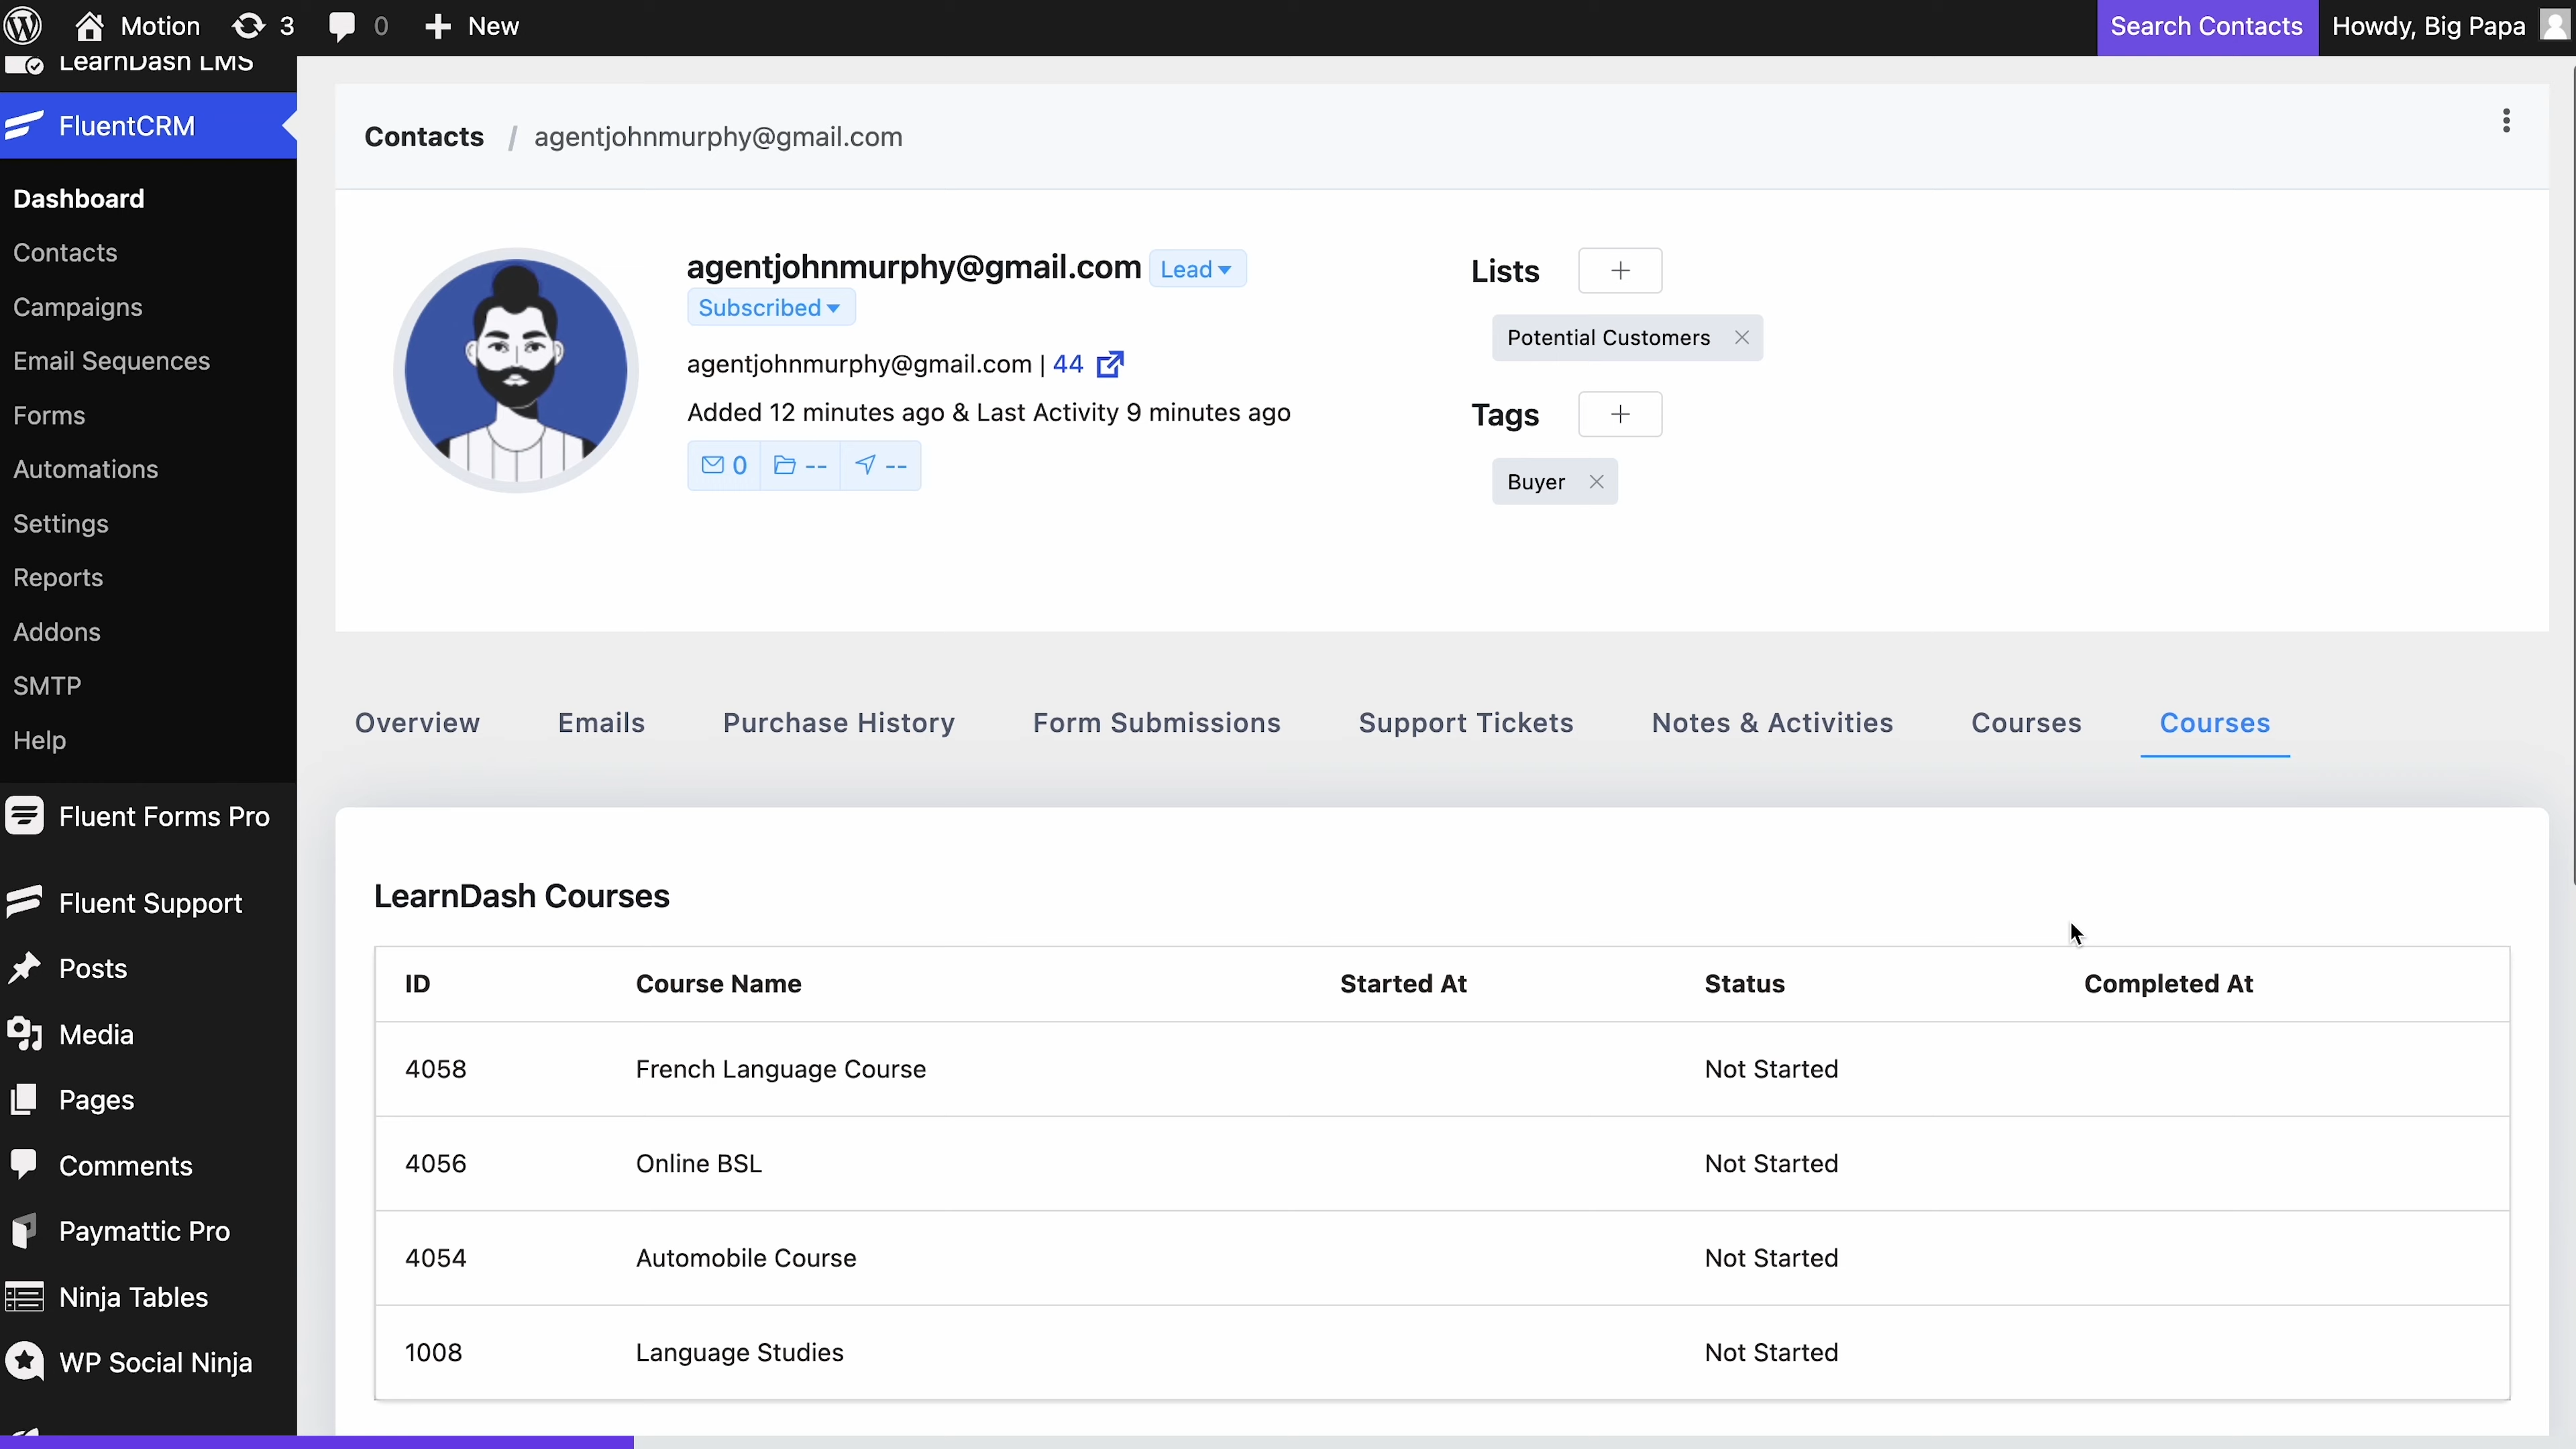 Motion 3 0 New
Search Contacts Howdy, Big Papa
LearnDash LMS
FluentCRM
Dashboard
Contacts
Campaigns
Email Sequences
Forms
Automations
Settings
Reports
Addons
SMTP
Help
Fluent Forms Pro
Fluent Support
Posts
Media
Pages
Comments
Paymattic Pro
Ninja Tables
WP Social Ninja
Contacts / agentjohnmurphy@gmail.com
agentjohnmurphy@gmail.com Lead
Subscribed
agentjohnmurphy@gmail.com | 44
Added 12 minutes ago & Last Activity 9 minutes ago
0 -- --
Lists +
Potential Customers
Tags +
Buyer
Overview Emails Purchase History Form Submissions Support Tickets Notes & Activities Courses Courses
LearnDash Courses
ID Course Name Started At Status Completed At
4058 French Language Course Not Started
4056 Online BSL Not Started
4054 Automobile Course Not Started
1008 Language Studies Not Started